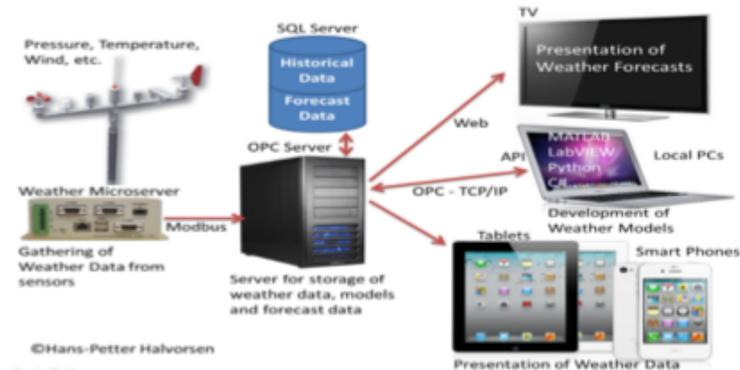 Pressure, Temperature,
Wind, etc.
SQL Server
Historical
Data
Forecast
Data
TV
Presentation of
Weather Forecasts
Web
OPC Server
API
MATLAB
LabVIEW
Python
C#
Local PCs
OPC - TCP/IP
Development of
Weather Models
Weather Microserver
Modbus
Gathering of
Weather Data from
sensors
Server for storage of
weather data, models
and forecast data
Tablets
Smart Phones
Presentation of Weather Data
©Hans-Petter Halvorsen